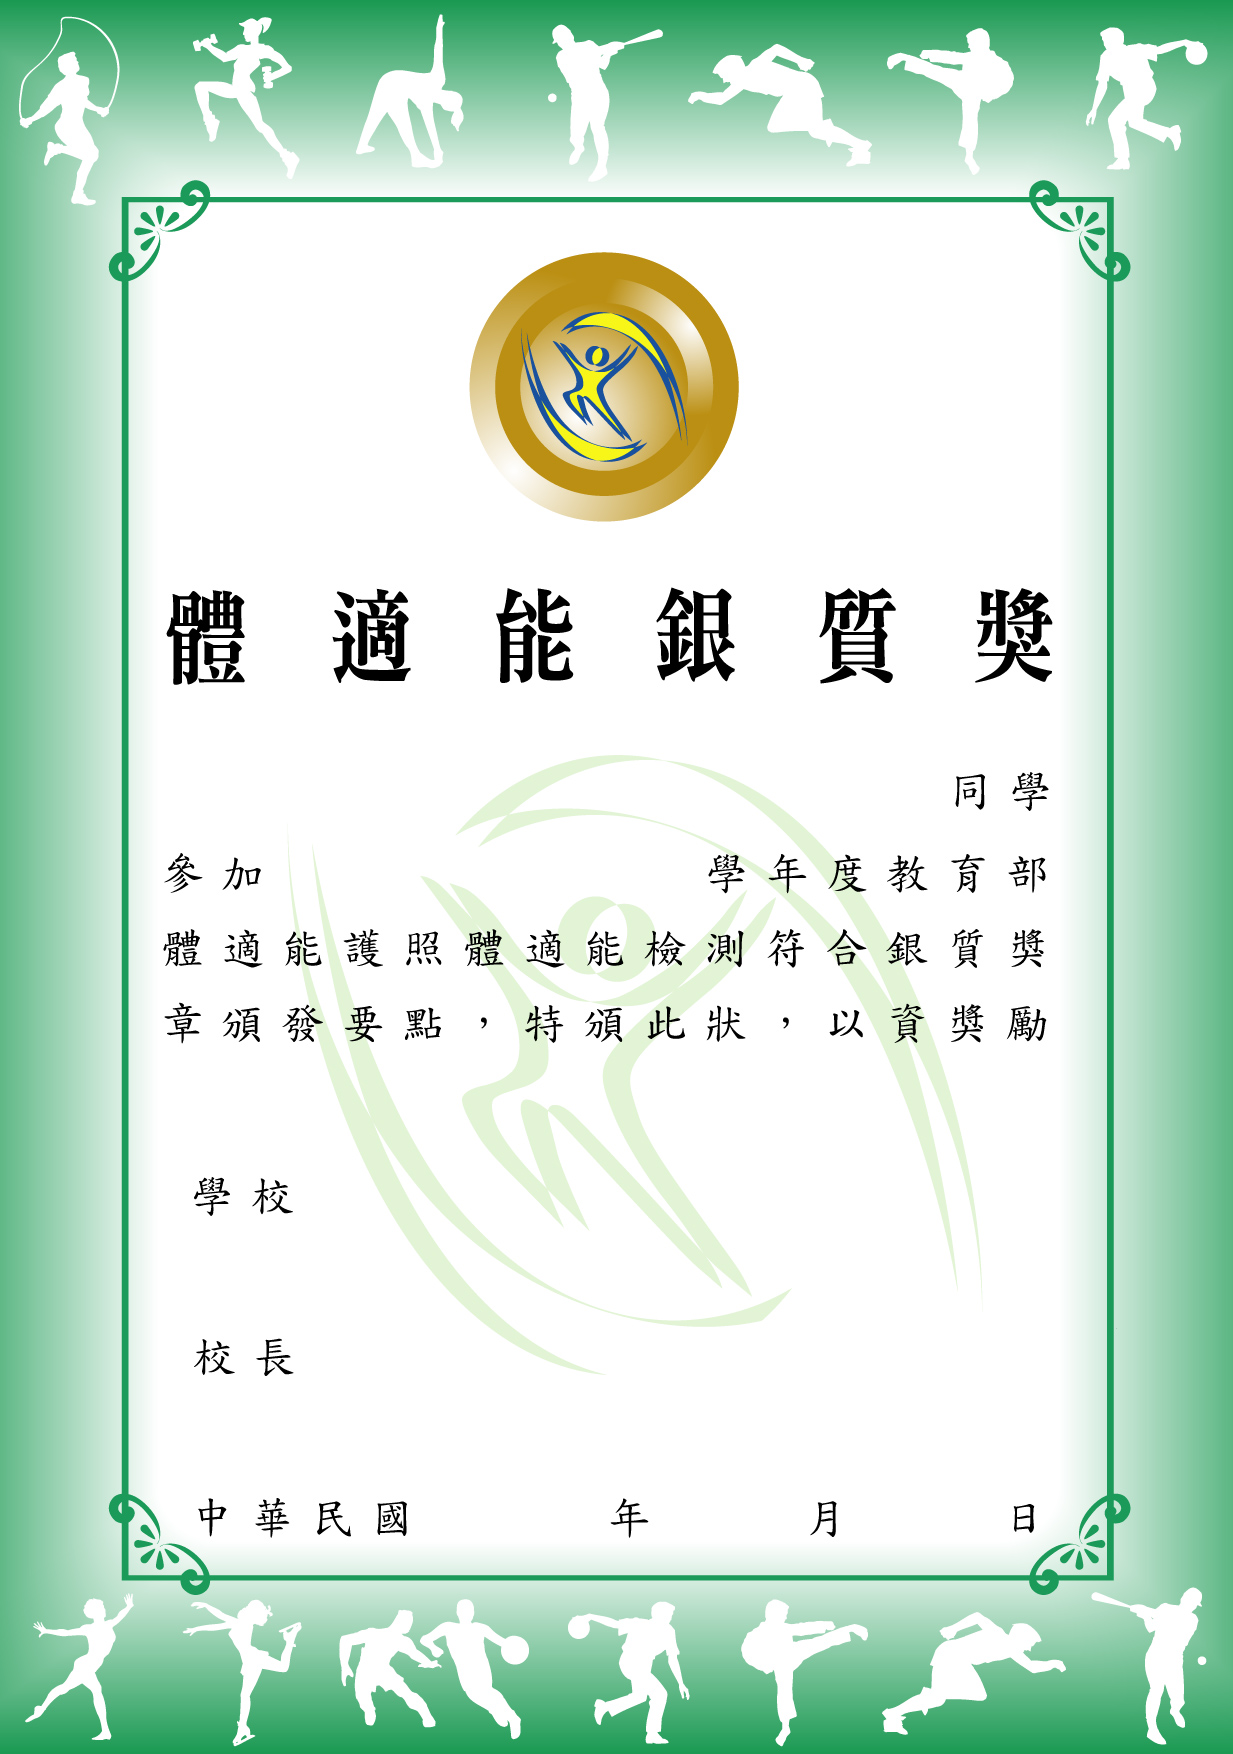 體適能銀質獎
同學
參加 學年度教育部
體適能護照體適能檢測符合銀質獎
章頒發要點，特頒此狀，以資獎勵
學校
校長
中華民國 年 月 日